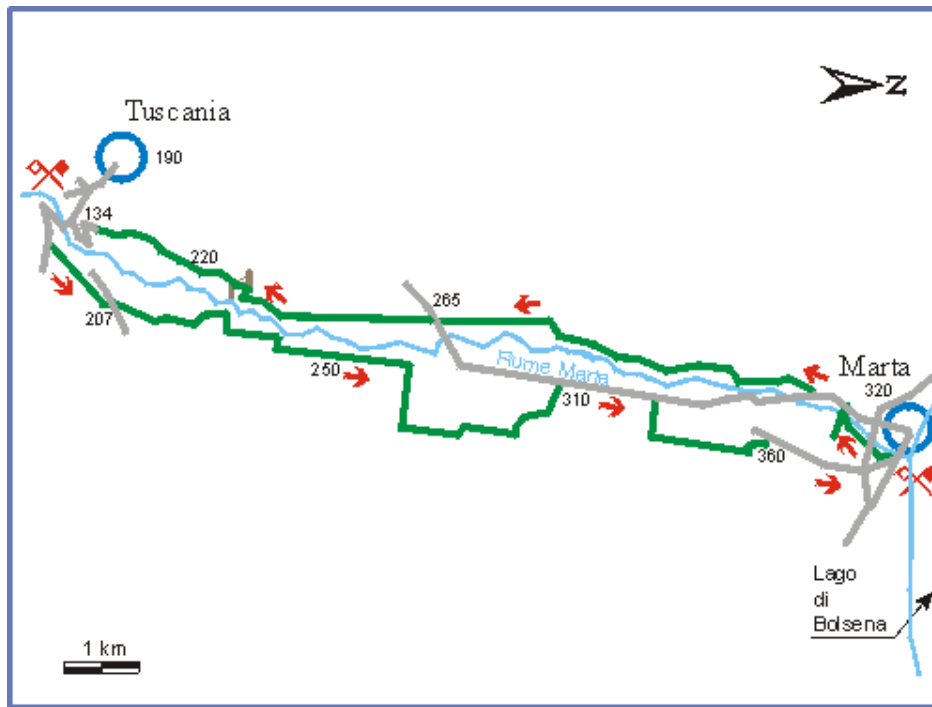 Z
Tuscania
190
134
220
265
207
250
Fiume Marta
310
Marta
320
360
Lago
di
Bolsena
1 km